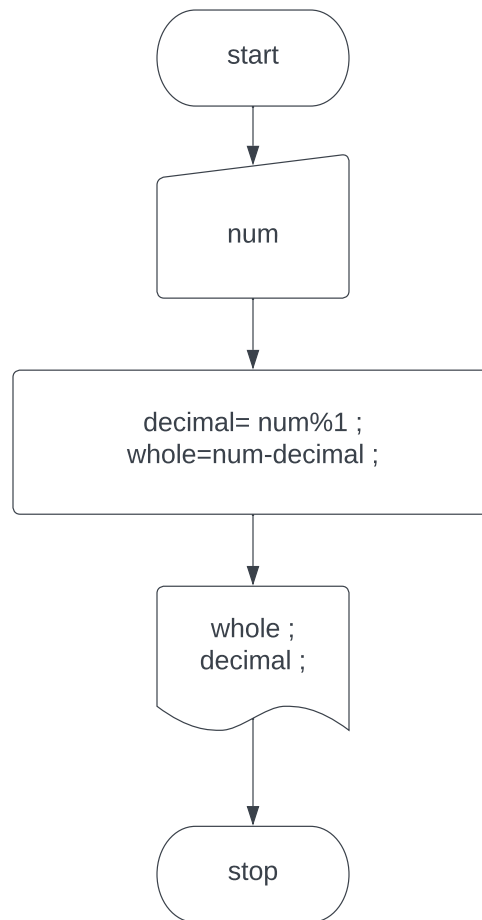 start
num
decimal= num%1 ;
whole=num-decimal ;
whole ;
decimal ;
stop